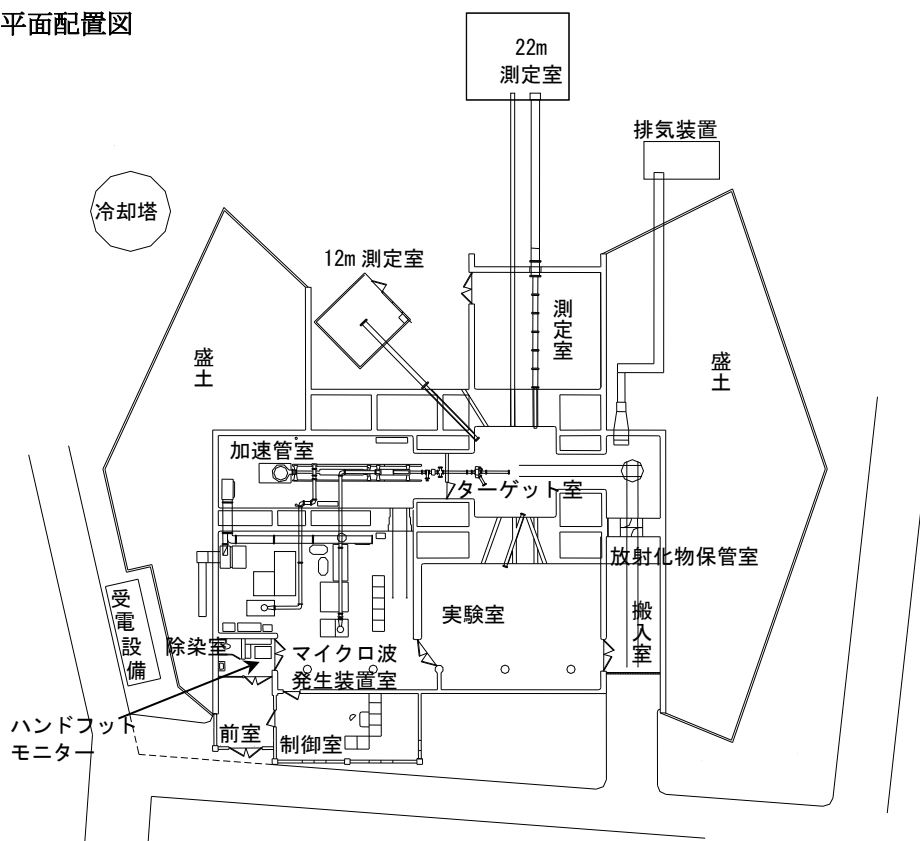 平面配置図
22m
測定室
排気装置
冷却塔
12m 測定室
測定室
盛土
盛土
加速管室
ターゲット室
放射化物保管室
受電設備
実験室
搬入室
除染室
マイクロ波
発生装置室
ハンドフット
モニター
前室
制御室